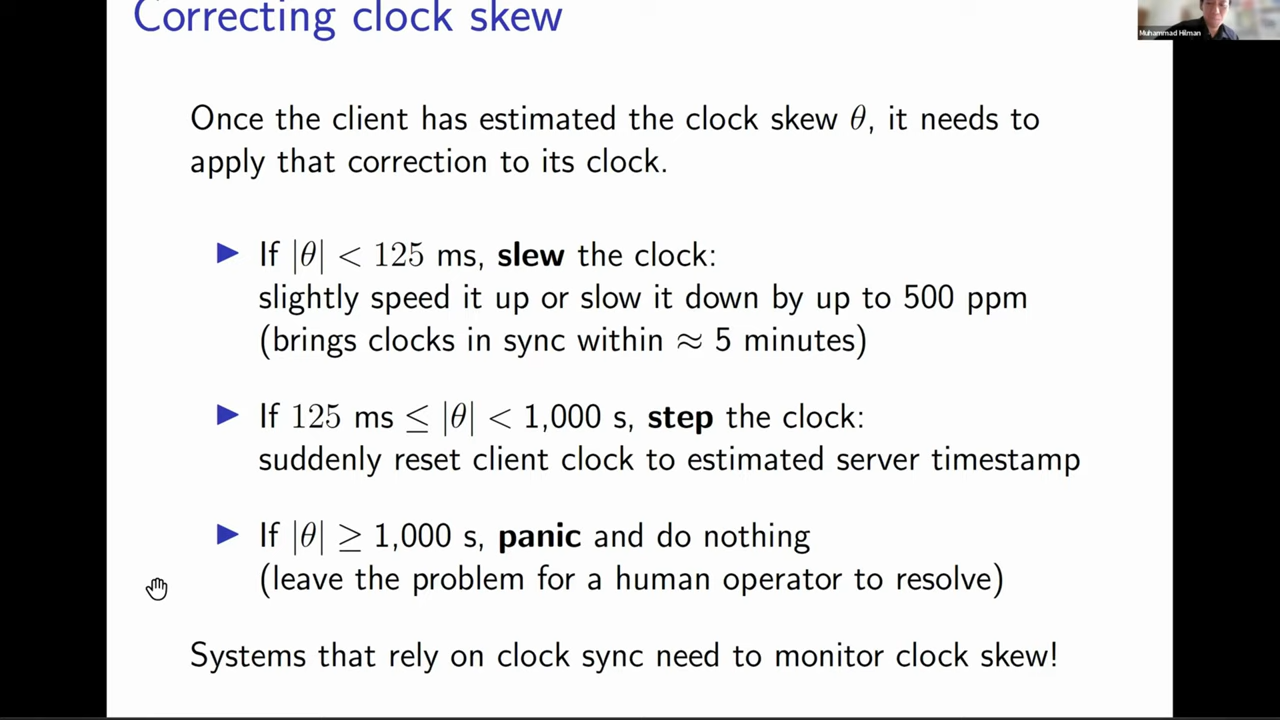 Correcting clock skew
Muhammad Hilman
Once the client has estimated the clock skew θ, it needs to
apply that correction to its clock.
▶ If |θ| < 125 ms, slew the clock:
slightly speed it up or slow it down by up to 500 ppm
(brings clocks in sync within ≈ 5 minutes)
▶ If 125 ms ≤ |θ| < 1,000 s, step the clock:
suddenly reset client clock to estimated server timestamp
▶ If |θ| ≥ 1,000 s, panic and do nothing
(leave the problem for a human operator to resolve)
Systems that rely on clock sync need to monitor clock skew!